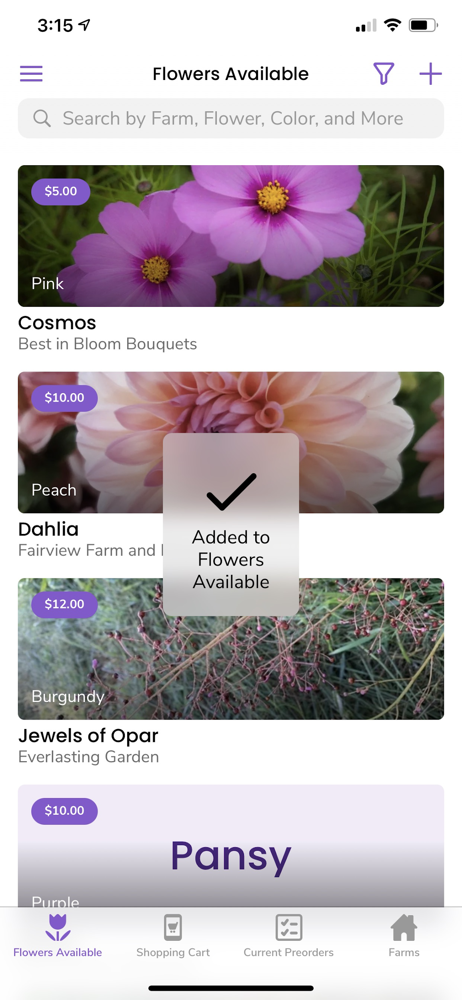 3:15
Flowers Available
Search by Farm, Flower, Color, and More
$5.00
Pink
Cosmos
Best in Bloom Bouquets
$10.00
Peach
Dahlia
Fairview Farm and
Added to
Flowers
Available
$12.00
Burgundy
Jewels of Opar
Everlasting Garden
$10.00
Pansy
Purple
Flowers Available
Shopping Cart
Current Preorders
Farms